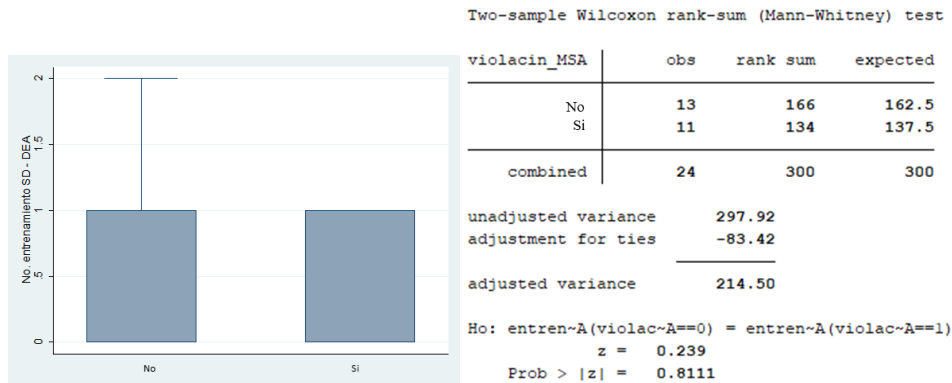 No. entrenamiento SD - DEA
2
1.5
1
.5
0
No Si
Two-sample Wilcoxon rank-sum (Mann-Whitney) test
violacin_MSA obs rank sum expected
No 13 166 162.5
Si 11 134 137.5
combined 24 300 300
unadjusted variance 297.92
adjustment for ties -83.42
adjusted variance 214.50
Ho: entren~A(violac~A==0) = entren~A(violac~A==1)
z = 0.239
Prob > |z| = 0.8111